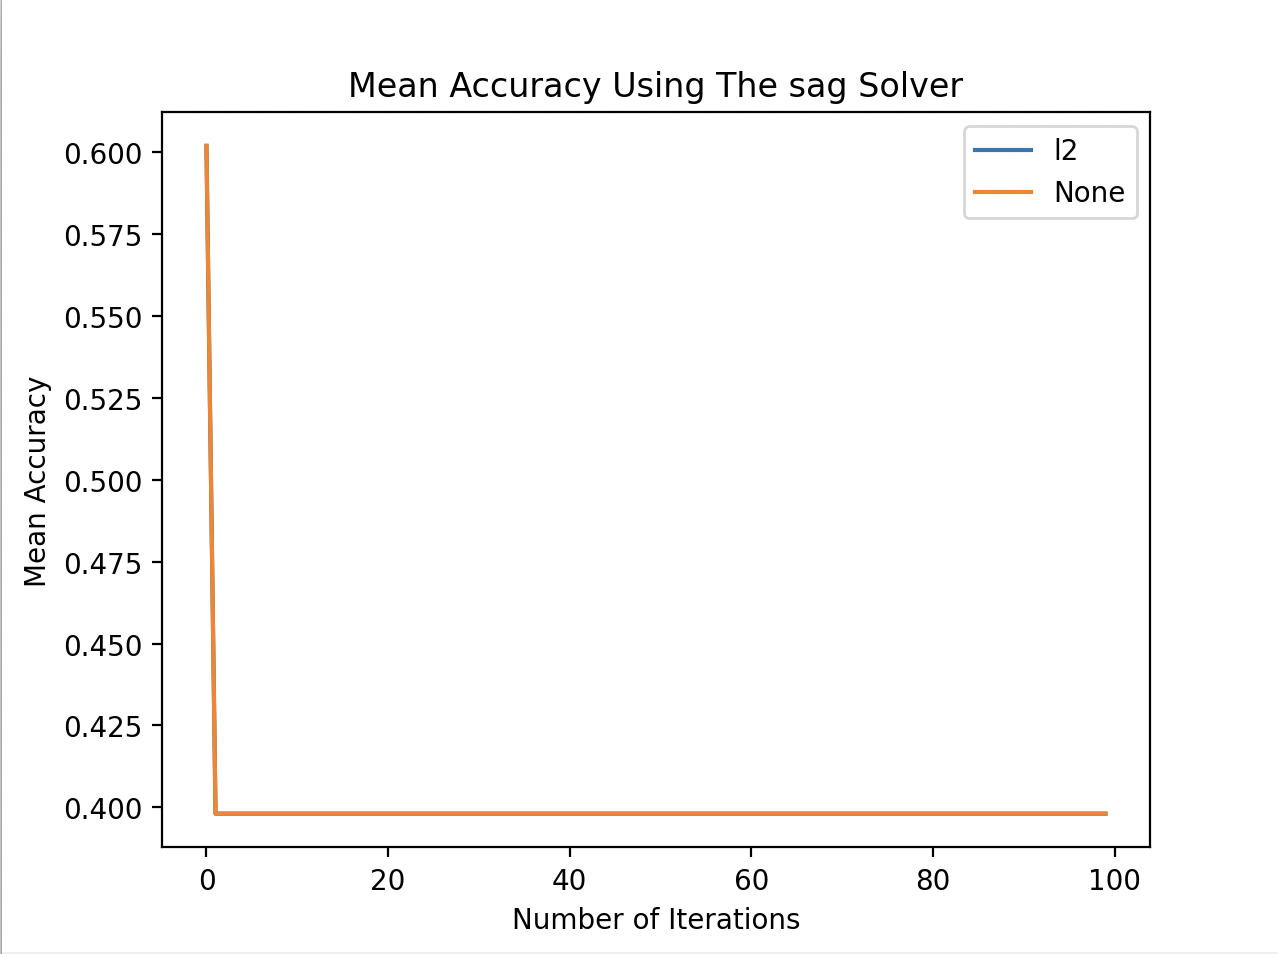 Mean Accuracy Using The sag Solver
l2
None
0.600
0.575
0.550
0.525
0.500
0.475
0.450
0.425
0.400
Mean Accuracy
0 20 40 60 80 100
Number of Iterations